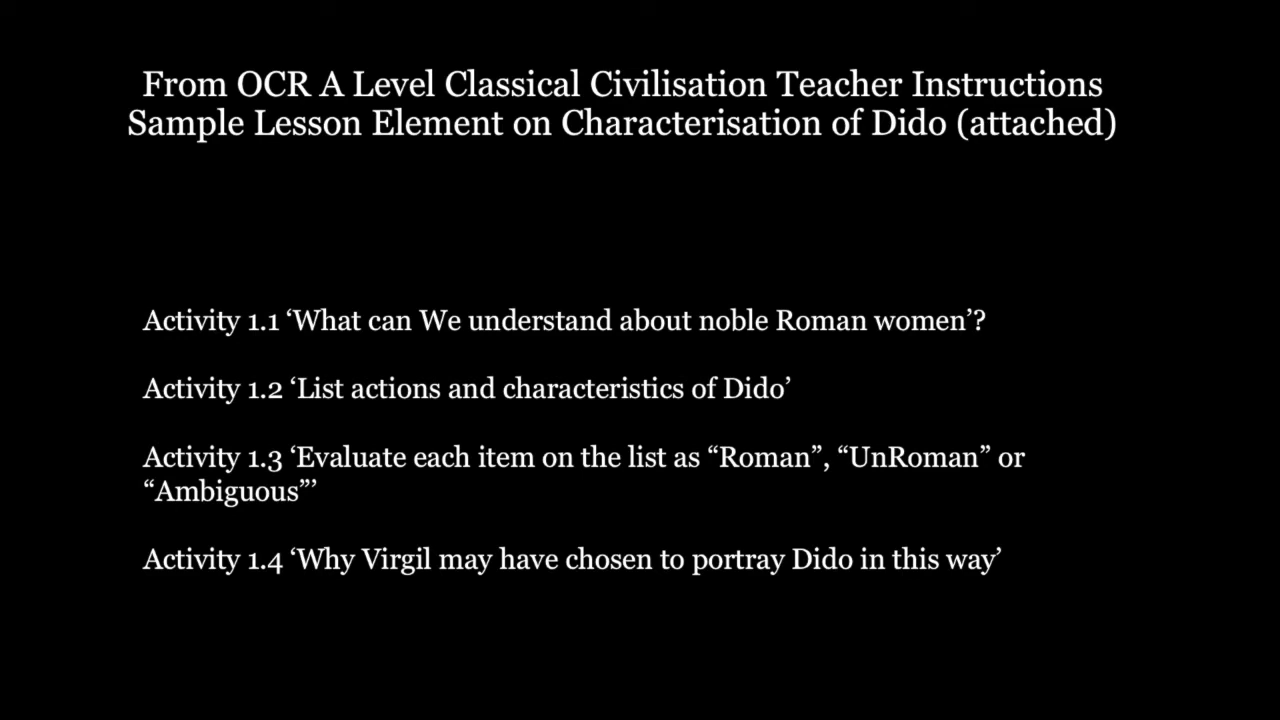 From OCR A Level Classical Civilisation Teacher Instructions
Sample Lesson Element on Characterisation of Dido (attached)
Activity 1.1 ‘What can We understand about noble Roman women’?
Activity 1.2 ‘List actions and characteristics of Dido’
Activity 1.3 ‘Evaluate each item on the list as “Roman”, “UnRoman” or
“Ambiguous”’
Activity 1.4 ‘Why Virgil may have chosen to portray Dido in this way’